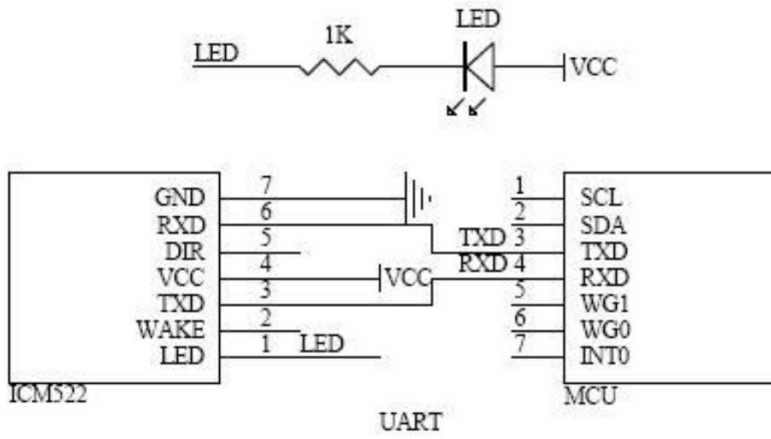 LED
1K
LED
VCC
GND 7
1 SCL
RXD 6
2 SDA
DIR 5
TXD 3 TXD
VCC 4 VCC
RXD 4 RXD
TXD 3
5 WG1
WAKE 2
6 WG0
LED 1 LED
7 INT0
ICM522
MCU
UART